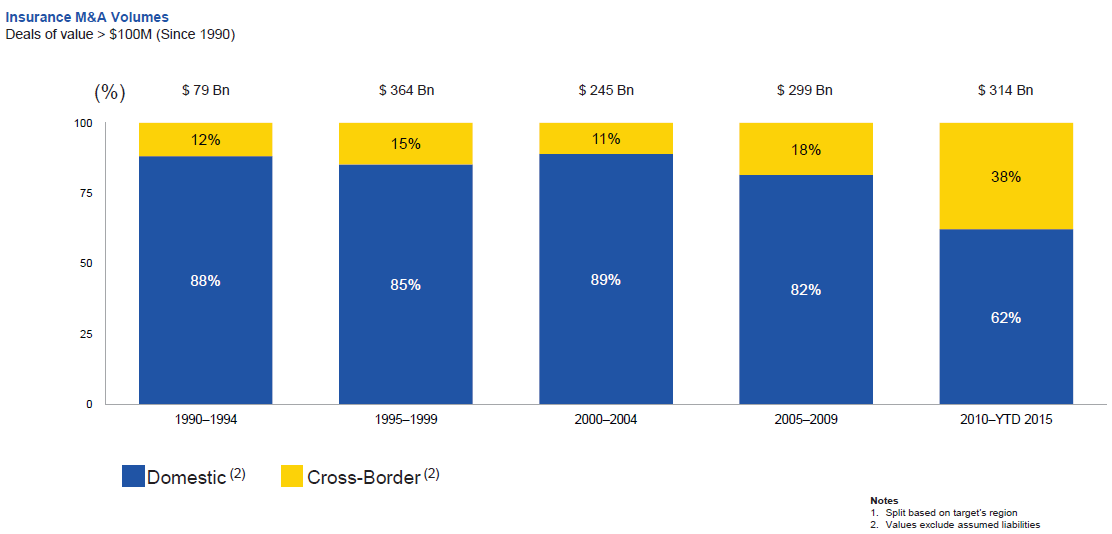 Insurance M&A Volumes
Deals of value > $100M (Since 1990)
(%) $ 79 Bn $ 364 Bn $ 245 Bn $ 299 Bn $ 314 Bn
100
12% 15% 11% 18% 38%
75
50
88% 85% 89% 82% 62%
25
0
1990–1994 1995–1999 2000–2004 2005–2009 2010–YTD 2015
Domestic (2) Cross-Border (2)
Notes
1. Split based on target's region
2. Values exclude assumed liabilities